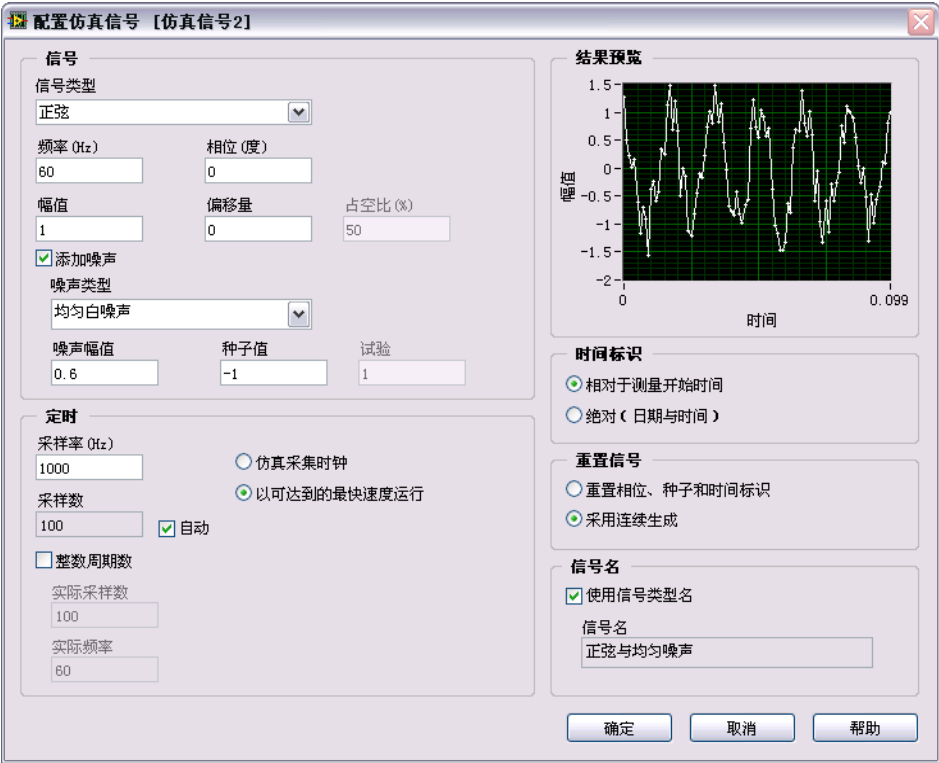 配置仿真信号 [仿真信号2]
信号
信号类型
正弦
频率(Hz) 相位(度)
60 0
幅值 偏移量 占空比(%)
1 0 50
添加噪声
噪声类型
均匀白噪声
噪声幅值 种子值 试验
0.6 -1 1
定时
采样率(Hz)
1000
仿真采集时钟
以可达到的最快速度运行
采样数
100 自动
整数周期数
实际采样数
100
实际频率
60
结果预览
1.5
1
0.5
0
-0.5
-1
-1.5
-2
幅值
0 0.099
时间
时间标识
相对于测量开始时间
绝对(日期与时间)
重置信号
重置相位、种子和时间标识
采用连续生成
信号名
使用信号类型名
信号名
正弦与均匀噪声
确定 取消 帮助